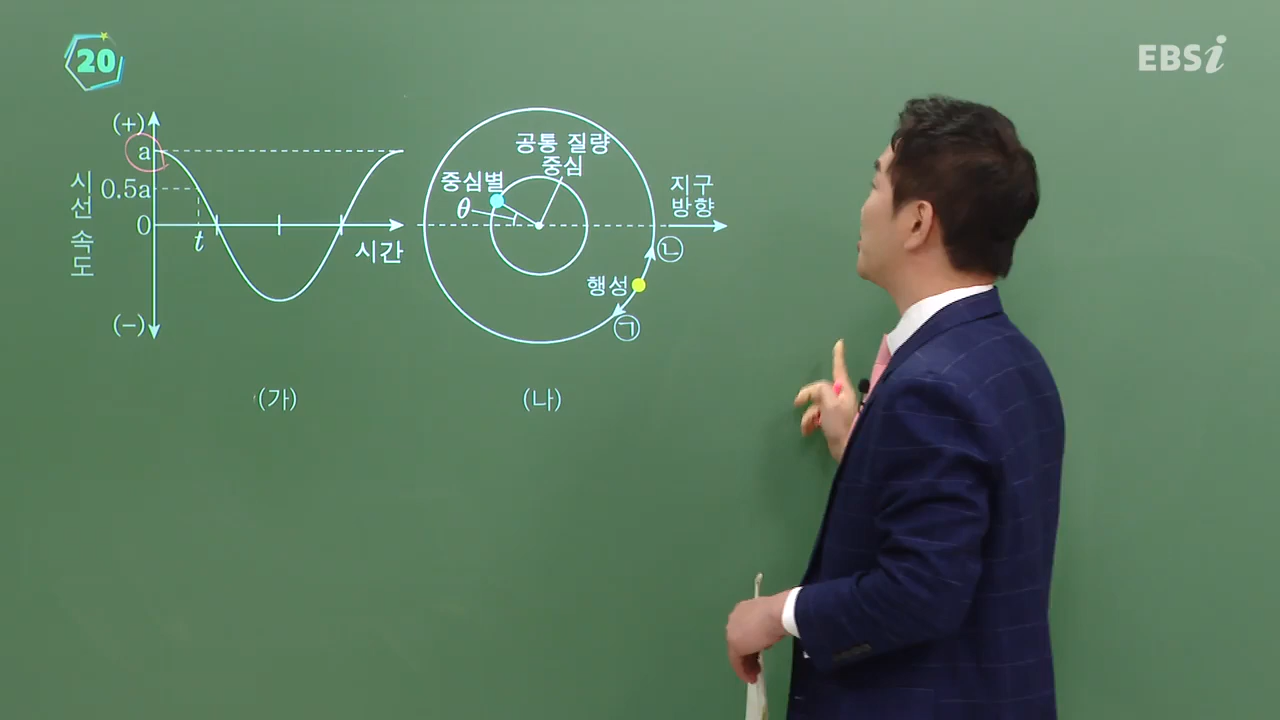 20
EBSi
(+)
a
0.5a
0
(−)
시선 속도
t
시간
(가)
공통 질량
중심
중심별
θ
지구
방향
㉡
행성
㉠
(나)